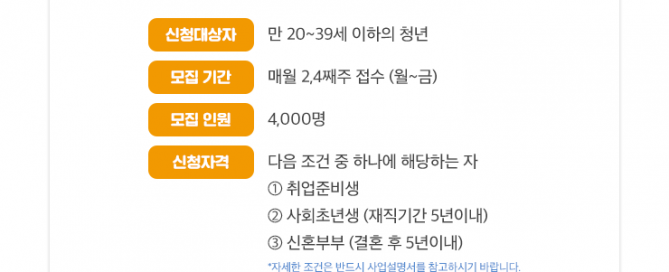 신청대상자 만 20~39세 이하의 청년
모집 기간 매월 2,4째주 접수 (월~금)
모집 인원 4,000명
신청자격 다음 조건 중 하나에 해당하는 자
① 취업준비생
② 사회초년생 (재직기간 5년이내)
③ 신혼부부 (결혼 후 5년이내)
*자세한 조건은 반드시 사업설명서를 참고하시기 바랍니다.